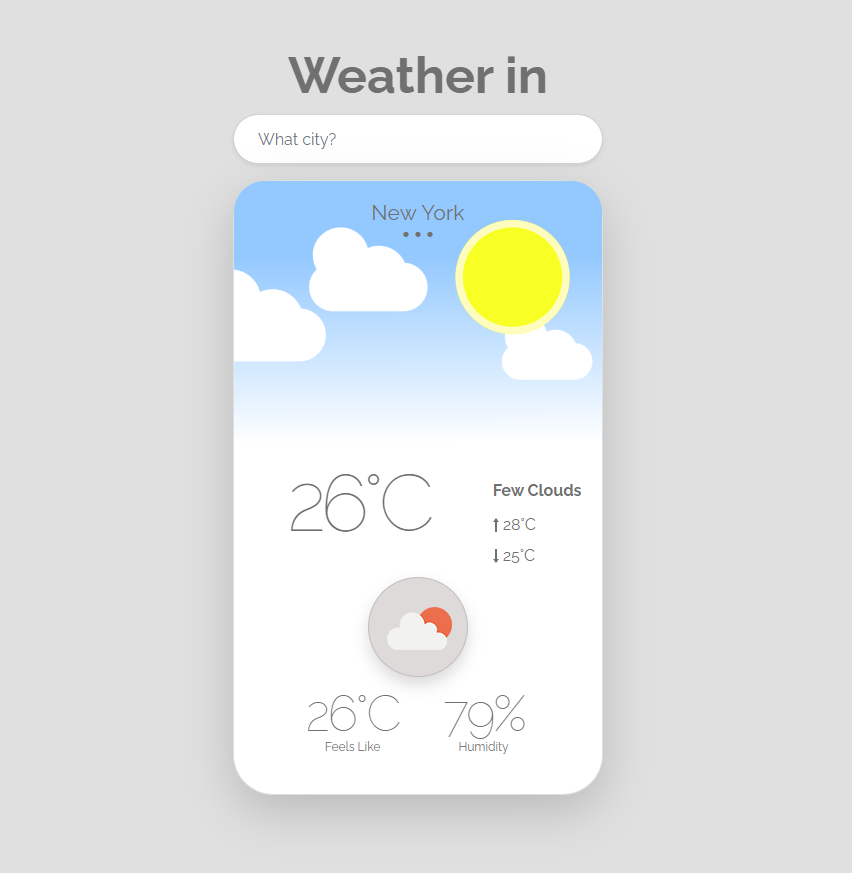 Weather in
What city?
New York
26°C
Few Clouds
28°C
25°C
26°C
Feels Like
79%
Humidity